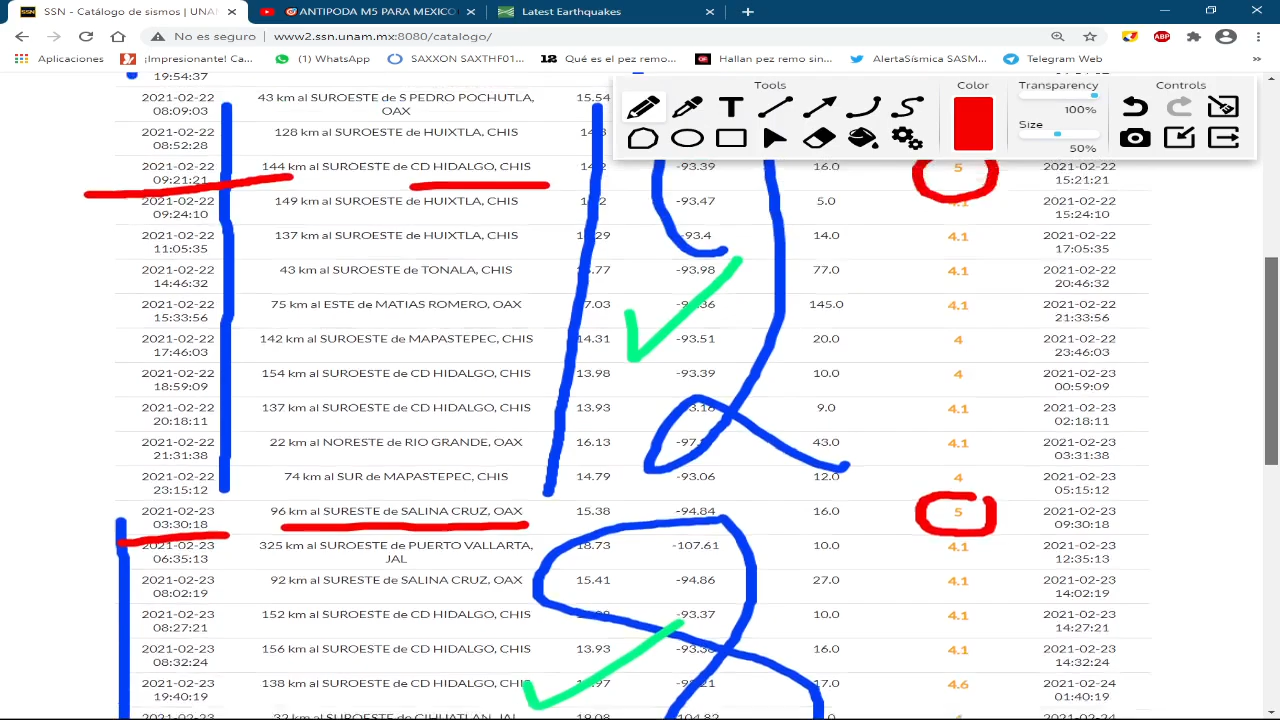 SSN - Catálogo de sismos | UNAM
ANTIPODA M5 PARA MEXICO
Latest Earthquakes
No es seguro | www2.ssn.unam.mx:8080/catalogo/
Aplicaciones ¡Impresionante! Ca... (1) WhatsApp SAXXON SAXTHF01... 12 Qué es el pez remo... Hallan pez remo sin... AlertaSísmica SASM... Telegram Web »
Tools Color Transparency Controls
100%
Size
50%
19:54:37
2021-02-22 43 km al SUROESTE de S PEDRO POCHUTLA, 15.54
08:09:03 OAX
2021-02-22 128 km al SUROESTE de HUIXTLA, CHIS
08:52:28
2021-02-22 144 km al SUROESTE de CD HIDALGO, CHIS -93.39 16.0 5 2021-02-22
09:21:21 15:21:21
2021-02-22 149 km al SUROESTE de HUIXTLA, CHIS -93.47 5.0 4.1 2021-02-22
09:24:10 15:24:10
2021-02-22 137 km al SUROESTE de HUIXTLA, CHIS -93.4 14.0 4.1 2021-02-22
11:05:35 17:05:35
2021-02-22 43 km al SUROESTE de TONALA, CHIS -93.98 77.0 4.1 2021-02-22
14:46:32 20:46:32
2021-02-22 75 km al ESTE de MATIAS ROMERO, OAX 145.0 4.1 2021-02-22
15:33:56 21:33:56
2021-02-22 142 km al SUROESTE de MAPASTEPEC, CHIS 14.31 -93.51 20.0 4 2021-02-22
17:46:03 23:46:03
2021-02-22 154 km al SUROESTE de CD HIDALGO, CHIS 13.98 -93.39 10.0 4 2021-02-23
18:59:09 00:59:09
2021-02-22 137 km al SUROESTE de CD HIDALGO, CHIS 13.93 9.0 4.1 2021-02-23
20:18:11 02:18:11
2021-02-22 22 km al NORESTE de RIO GRANDE, OAX 16.13 43.0 4.1 2021-02-23
21:31:38 03:31:38
2021-02-22 74 km al SUR de MAPASTEPEC, CHIS 14.79 -93.06 12.0 4 2021-02-23
23:15:12 05:15:12
2021-02-23 76 km al SURESTE de SALINA CRUZ, OAX 15.38 -94.84 16.0 5 2021-02-23
03:30:18 09:30:18
2021-02-23 325 km al SUROESTE de PUERTO VALLARTA, 18.73 -107.61 10.0 4.1 2021-02-23
06:35:13 JAL 12:35:13
2021-02-23 92 km al SURESTE de SALINA CRUZ, OAX 15.41 -94.86 27.0 4.1 2021-02-23
08:02:19 14:02:19
2021-02-23 152 km al SUROESTE de CD HIDALGO, CHIS -93.37 10.0 4.1 2021-02-23
08:27:21 14:27:21
2021-02-23 156 km al SUROESTE de CD HIDALGO, CHIS 13.93 16.0 4.1 2021-02-23
08:32:24 14:32:24
2021-02-23 138 km al SUROESTE de CD HIDALGO, CHIS 17.0 4.6 2021-02-24
19:40:19 01:40:19
2021-02-23 32 km al SUROESTE de CIHUATLAN, JAL 19.08 2021-02-24